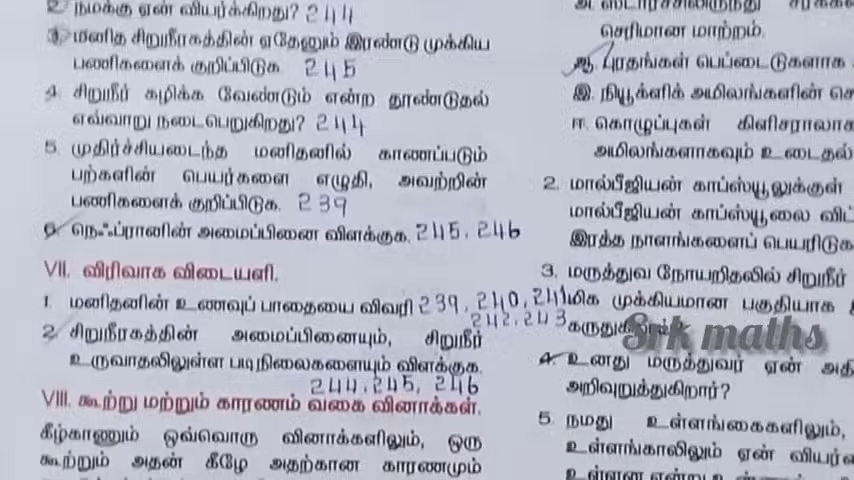 2. நமக்கு ஏன் வியர்க்கிறது? 244
3. மனித சிறுநீரகத்தின் ஏதேனும் இரண்டு முக்கிய
பணிகளைக் குறிப்பிடுக. 245
4. சிறுநீர் கழிக்க வேண்டும் என்ற தூண்டுதல்
எவ்வாறு நடைபெறுகிறது? 244
5. முதிர்ச்சியடைந்த மனிதனில் காணப்படும்
பற்களின் பெயர்களை எழுதி, அவற்றின்
பணிகளைக் குறிப்பிடுக. 239
6. நெஃப்ரானின் அமைப்பினை விளக்குக. 245, 246
VII. விரிவாக விடையளி.
1. மனிதனின் உணவுப் பாதையை விவரி 239, 240, 241
242, 243
2. சிறுநீரகத்தின் அமைப்பினையும், சிறுநீர்
உருவாதலிலுள்ள படிநிலைகளையும் விளக்குக.
244, 245, 246
VIII. கூற்று மற்றும் காரணம் வகை வினாக்கள்.
கீழ்காணும் ஒவ்வொரு வினாக்களிலும், ஒரு
கூற்றும் அதன் கீழே அதற்கான காரணமும்
செரிமான மாற்றம்.
ஆ. புரதங்கள் பெப்டைடுகளாக
இ. நியூக்ளிக் அமிலங்களின்
ஈ. கொழுப்புகள் கிளிசராலாக
அமிலங்களாகவும் உடைதல்
2. மால்பீஜியன் காப்ஸ்யூலுக்குள்
மால்பீஜியன் காப்ஸ்யூலை
இரத்த நாளங்களைப் பெயரிடுக
3. மருத்துவ நோயறிதலில் சிறுநீர்
மிக முக்கியமான பகுதியாக
Srk maths
4. உனது மருத்துவர் ஏன்
அறிவுறுத்துகிறார்?
5. நமது உள்ளங்கைகளிலும்,
உள்ளங்காலிலும் ஏன்